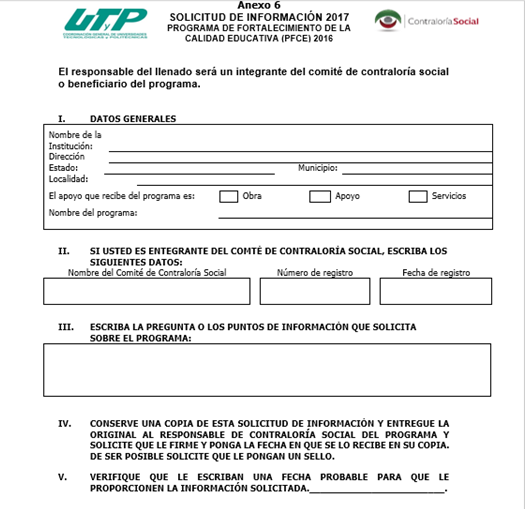 Anexo 6
UTyP
COORDINACIÓN GENERAL DE UNIVERSIDADES
TECNOLÓGICAS Y POLITÉCNICAS
SOLICITUD DE INFORMACIÓN 2017
PROGRAMA DE FORTALECIMIENTO DE LA
CALIDAD EDUCATIVA (PFCE) 2016
ContraloríaSocial
El responsable del llenado será un integrante del comité de contraloría social
o beneficiario del programa.
I. DATOS GENERALES
Nombre de la
Institución:
Dirección
Estado: Municipio:
Localidad:
El apoyo que recibe del programa es: Obra Apoyo Servicios
Nombre del programa:
II. SI USTED ES ENTEGRANTE DEL COMTÉ DE CONTRALORÍA SOCIAL, ESCRIBA LOS
SIGUIENTES DATOS:
Nombre del Comité de Contraloría Social Número de registro Fecha de registro
III. ESCRIBA LA PREGUNTA O LOS PUNTOS DE INFORMACIÓN QUE SOLICITA
SOBRE EL PROGRAMA:
IV. CONSERVE UNA COPIA DE ESTA SOLICITUD DE INFORMACIÓN Y ENTREGUE LA
ORIGINAL AL RESPONSABLE DE CONTRALORÍA SOCIAL DEL PROGRAMA Y
SOLICITE QUE LE FIRME Y PONGA LA FECHA EN QUE SE LO RECIBE EN SU COPIA.
DE SER POSIBLE SOLICITE QUE LE PONGAN UN SELLO.
V. VERIFIQUE QUE LE ESCRIBAN UNA FECHA PROBABLE PARA QUE LE
PROPORCIONEN LA INFORMACIÓN SOLICITADA.__________________________.